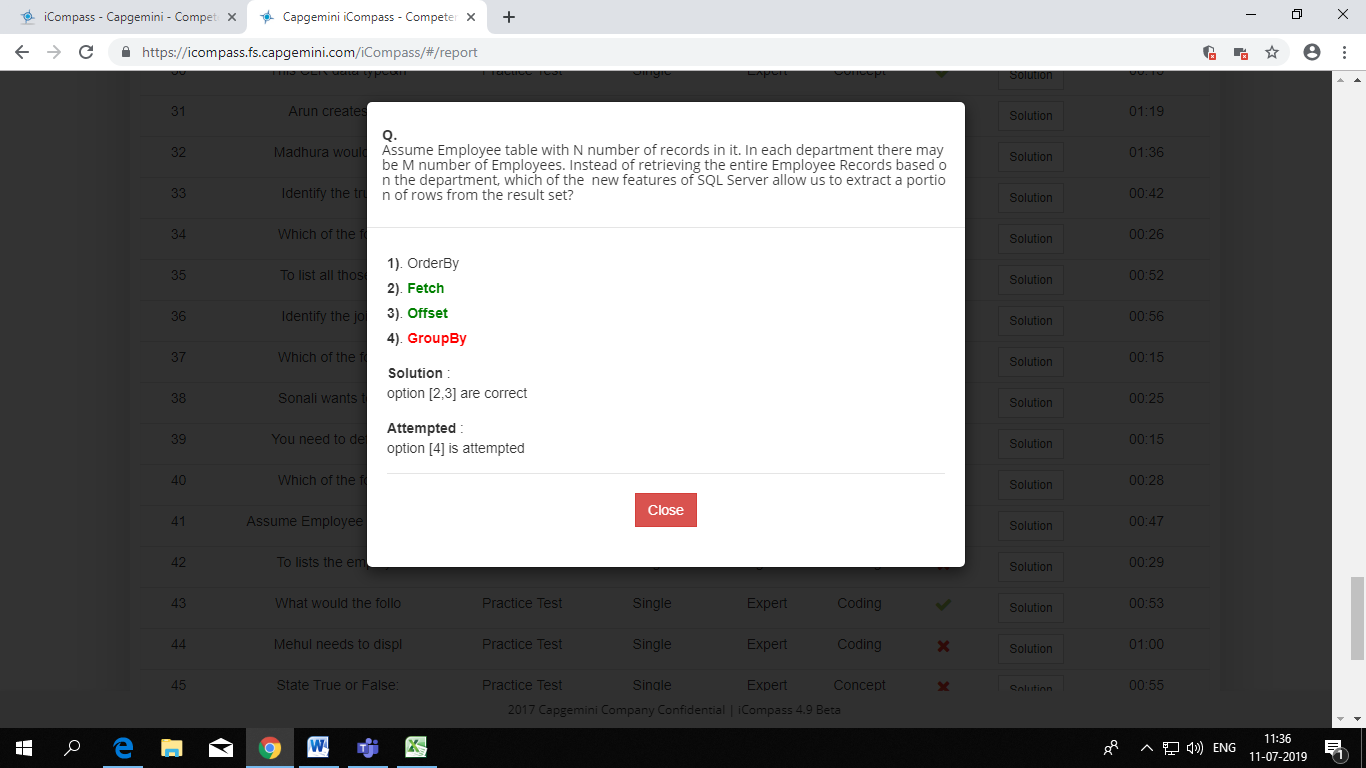 iCompass - Capgemini - Compet
Capgemini iCompass - Competen
https://icompass.fs.capgemini.com/iCompass/#/report
Practice Test Single Expert Concept Solution
31 Arun creates Solution 01:19
32 Madhura woul Solution 01:36
33 Identify the tru Solution 00:42
34 Which of the fo Solution 00:26
35 To list all those Solution 00:52
36 Identify the joi Solution 00:56
37 Which of the fo Solution 00:15
38 Sonali wants t Solution 00:25
39 You need to de Solution 00:15
40 Which of the fo Solution 00:28
41 Assume Employee Solution 00:47
42 To lists the em Solution 00:29
43 What would the follo Practice Test Single Expert Coding Solution 00:53
44 Mehul needs to displ Practice Test Single Expert Coding Solution 01:00
45 State True or False: Practice Test Single Expert Concept Solution 00:55
Q.
Assume Employee table with N number of records in it. In each department there may
be M number of Employees. Instead of retrieving the entire Employee Records based o
n the department, which of the  new features of SQL Server allow us to extract a portio
n of rows from the result set?
1). OrderBy
2). Fetch
3). Offset
4). GroupBy
Solution :
option [2,3] are correct
Attempted :
option [4] is attempted
Close
2017 Capgemini Company Confidential | iCompass 4.9 Beta
ENG
11:36
11-07-2019
1